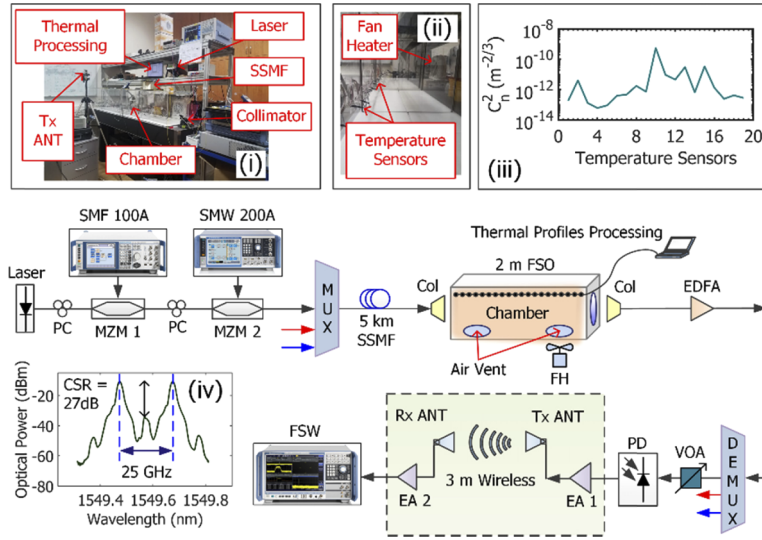 Thermal
Processing
Laser
SSMF
Collimator
Tx
ANT
Chamber
(i)
Fan
Heater
(ii)
Temperature
Sensors
C_n^2 (m^{-2/3})
10^{-8}
10^{-10}
10^{-12}
10^{-14}
0 4 8 12 16 20
Temperature Sensors
(iii)
SMF 100A
SMW 200A
Thermal Profiles Processing
Laser
PC
MZM 1
PC
MZM 2
MUX
5 km
SSMF
Col
2 m FSO
Chamber
Col
EDFA
Air Vent
FH
Optical Power (dBm)
0
-20
-40
-60
-80
CSR =
27dB
(iv)
25 GHz
1549.4 1549.6 1549.8
Wavelength (nm)
FSW
Rx ANT
Tx ANT
3 m Wireless
EA 2
EA 1
PD
VOA
DEMUX